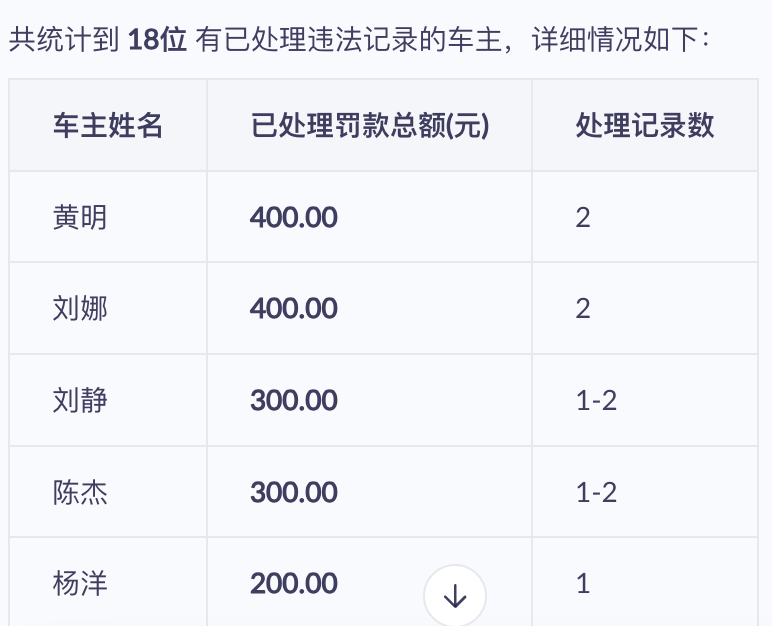 共统计到 18位 有已处理违法记录的车主，详细情况如下：
车主姓名 已处理罚款总额(元) 处理记录数
黄明 400.00 2
刘娜 400.00 2
刘静 300.00 1-2
陈杰 300.00 1-2
杨洋 200.00 1